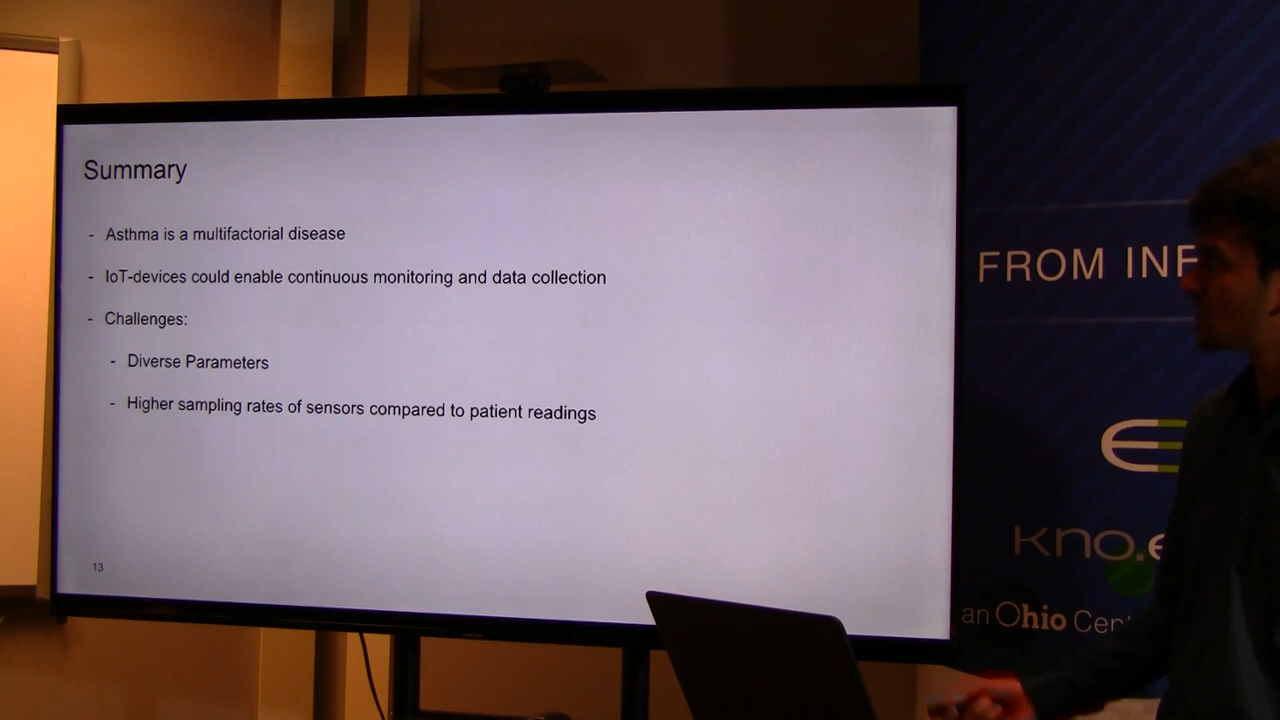 Summary
- Asthma is a multifactorial disease
- IoT-devices could enable continuous monitoring and data collection
- Challenges:
- Diverse Parameters
- Higher sampling rates of sensors compared to patient readings
13
FROM INF
kno.e
an Ohio Cent